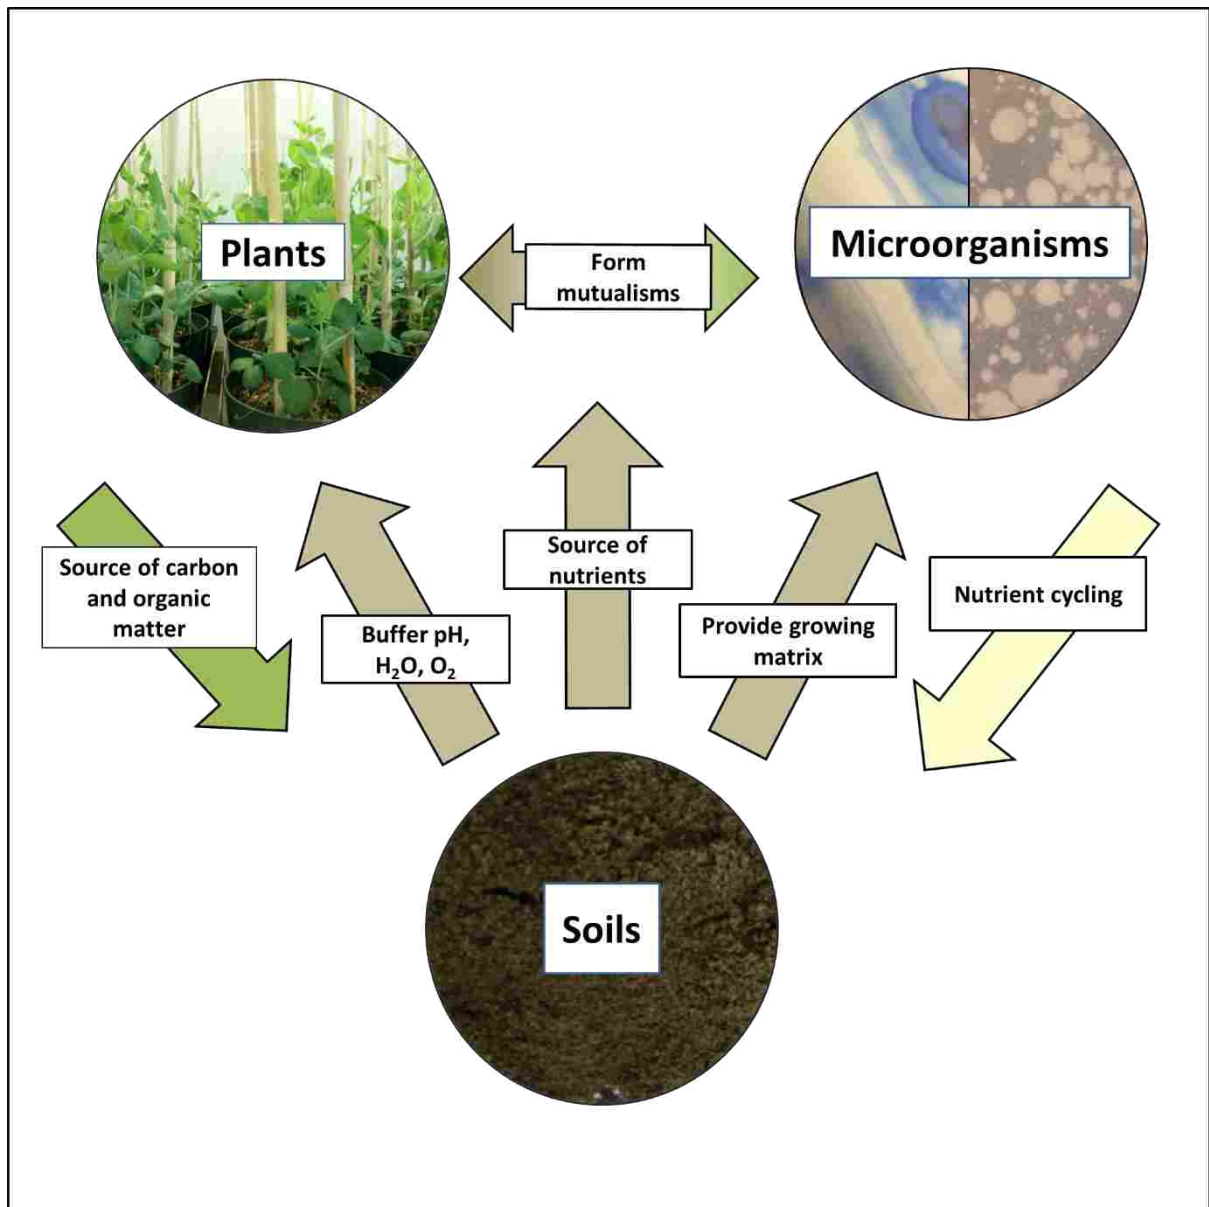 Plants
Microorganisms
Form
mutualisms
Source of carbon
and organic
matter
Buffer pH,
H₂O, O₂
Source of
nutrients
Provide growing
matrix
Nutrient cycling
Soils